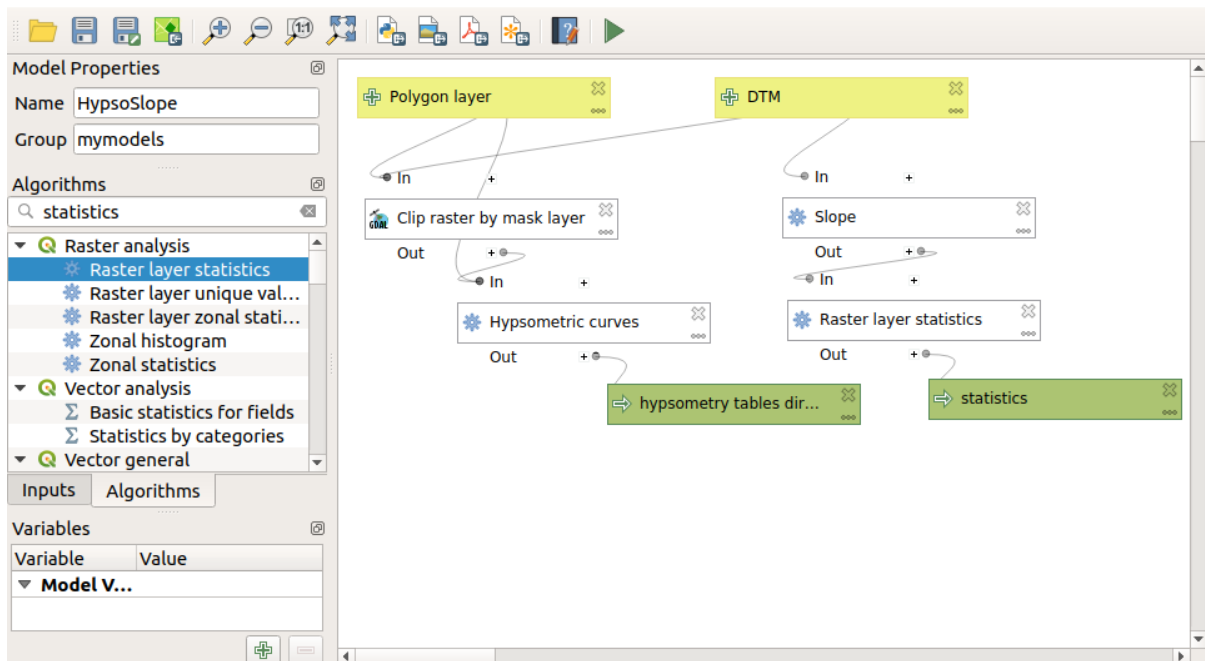 1:1
Model Properties
Name HypsoSlope
Group mymodels
Algorithms
statistics
Raster analysis
Raster layer statistics
Raster layer unique val...
Raster layer zonal stati...
Zonal histogram
Zonal statistics
Vector analysis
Basic statistics for fields
Statistics by categories
Vector general
Inputs Algorithms
Variables
Variable Value
Model V...
Polygon layer
DTM
In +
In +
GDAL Clip raster by mask layer
Slope
Out +
Out +
In +
In +
Hypsometric curves
Raster layer statistics
Out +
Out +
hypsometry tables dir...
statistics